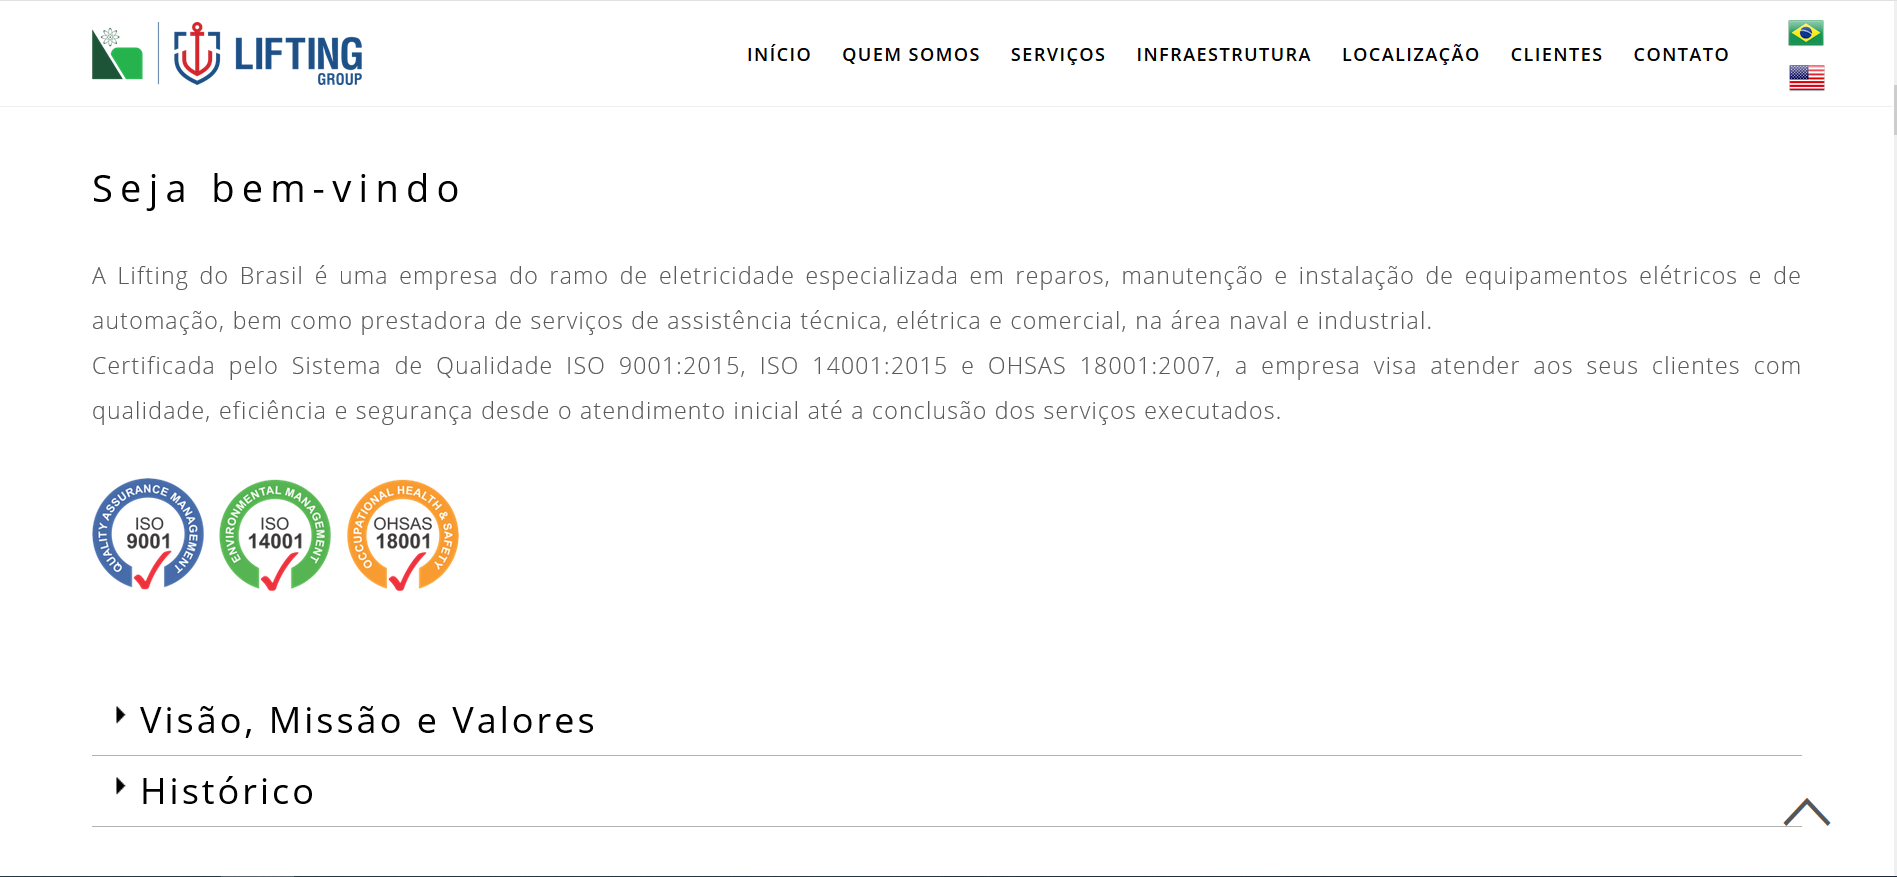 LIFTING
GROUP
INÍCIO QUEM SOMOS SERVIÇOS INFRAESTRUTURA LOCALIZAÇÃO CLIENTES CONTATO
Seja bem-vindo
A Lifting do Brasil é uma empresa do ramo de eletricidade especializada em reparos, manutenção e instalação de equipamentos elétricos e de
automação, bem como prestadora de serviços de assistência técnica, elétrica e comercial, na área naval e industrial.
Certificada pelo Sistema de Qualidade ISO 9001:2015, ISO 14001:2015 e OHSAS 18001:2007, a empresa visa atender aos seus clientes com
qualidade, eficiência e segurança desde o atendimento inicial até a conclusão dos serviços executados.
QUALITY ASSURANCE MANAGEMENT
ISO
9001
ENVIRONMENTAL MANAGEMENT
ISO
14001
OCCUPATIONAL HEALTH & SAFETY
OHSAS
18001
Visão, Missão e Valores
Histórico